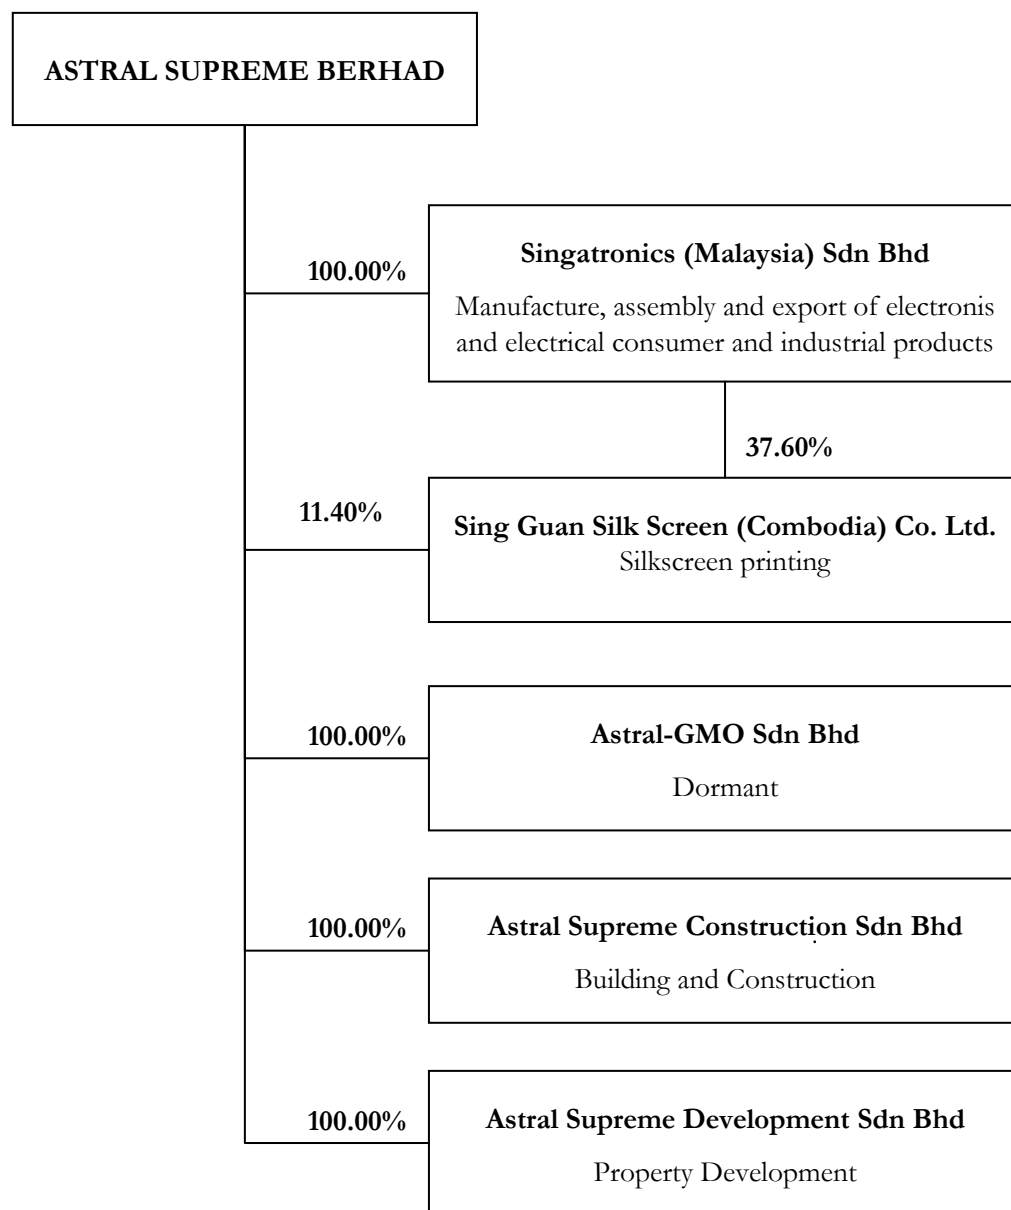 ASTRAL SUPREME BERHAD
100.00%
Singatronics (Malaysia) Sdn Bhd
Manufacture, assembly and export of electronis
and electrical consumer and industrial products
37.60%
11.40%
Sing Guan Silk Screen (Combodia) Co. Ltd.
Silkscreen printing
100.00%
Astral-GMO Sdn Bhd
Dormant
100.00%
Astral Supreme Construction Sdn Bhd
Building and Construction
100.00%
Astral Supreme Development Sdn Bhd
Property Development